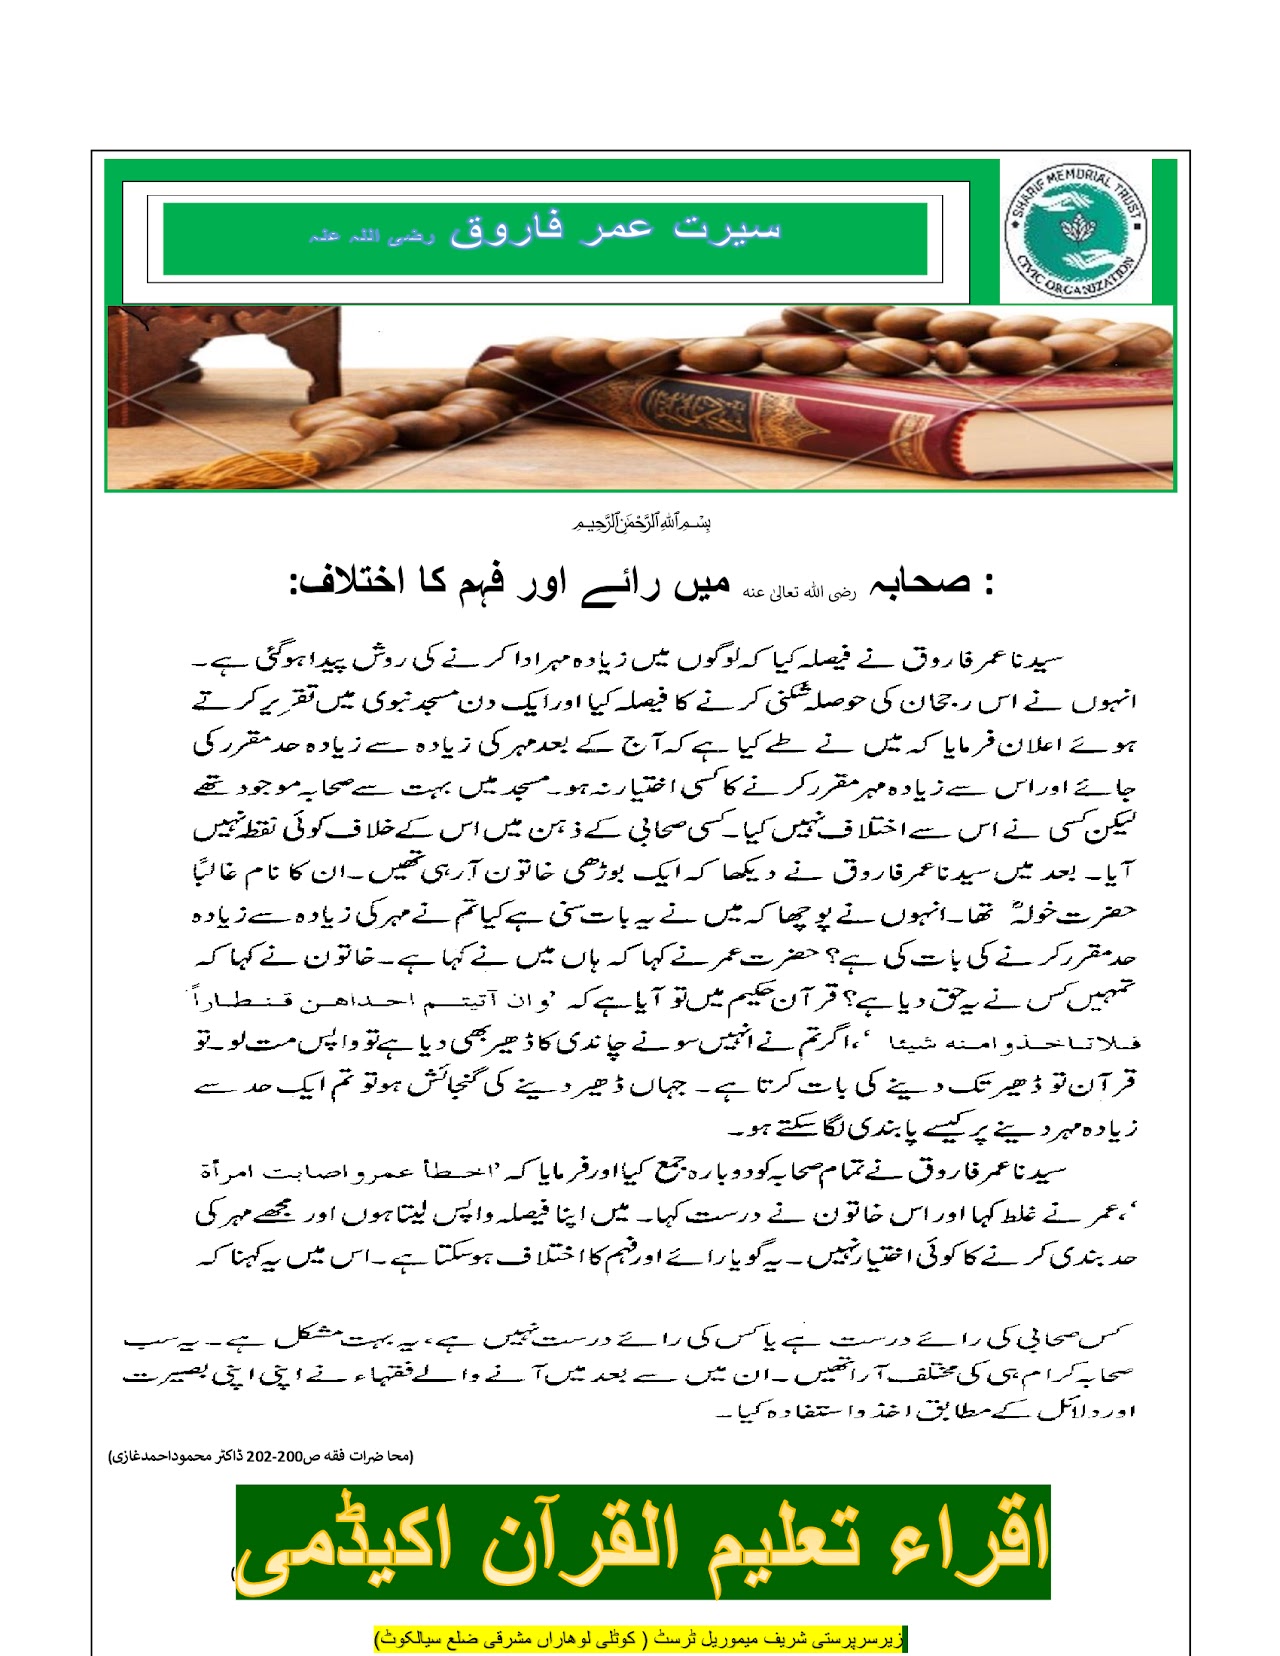 سیرت عمر فاروق رضی اللہ عنہ
SHARIF MEMORIAL TRUST
CIVIC ORGANIZATION
بِسْمِ اللهِ الرَّحْمٰنِ الرَّحِيمِ
: صحابہ رضی الله تعالیٰ عنه میں رائے اور فہم کا اختلاف:
سیدنا عمر فاروق نے فیصلہ کیا کہ لوگوں میں زیادہ مہر ادا کرنے کی روش پیدا ہوگئی ہے۔
انہوں نے اس رجحان کی حوصلہ شکنی کرنے کا فیصلہ کیا اور ایک دن مسجد نبوی میں تقریر کرتے
ہوئے اعلان فرمایا کہ میں نے طے کیا ہے کہ آج کے بعد مہر کی زیادہ سے زیادہ حد مقرر کی
جائے اور اس سے زیادہ مہر مقرر کرنے کا کسی اختیار نہ ہو۔ مسجد میں بہت سے صحابہ موجود تھے
لیکن کسی نے اس سے اختلاف نہیں کیا۔ کسی صحابی کے ذہن میں اس کے خلاف کوئی نقطہ نہیں
آیا۔ بعد میں سیدنا عمر فاروق نے دیکھا کہ ایک بوڑھی خاتون آرہی تھیں۔ ان کا نام غالباً
حضرت خولہؓ تھا۔ انہوں نے پوچھا کہ میں نے یہ بات سنی ہے کیا تم نے مہر کی زیادہ سے زیادہ
حد مقرر کرنے کی بات کی ہے؟ حضرت عمر نے کہا کہ ہاں میں نے کہا ہے۔ خاتون نے کہا کہ
تمہیں کس نے یہ حق دیا ہے؟ قرآن حکیم میں تو آیا ہے کہ ’وان آتیتم احداھن قنطاراً
فلا تاخذوا منه شیئا ‘، اگر تم نے انہیں سونے چاندی کا ڈھیر بھی دیا ہے تو واپس مت لو۔ تو
قرآن تو ڈھیر تک دینے کی بات کرتا ہے۔ جہاں ڈھیر دینے کی گنجائش ہو تو تم ایک حد سے
زیادہ مہر دینے پر کیسے پابندی لگا سکتے ہو۔
سیدنا عمر فاروق نے تمام صحابہ کو دوبارہ جمع کیا اور فرمایا کہ ’اخطأ عمر و اصابت امرأة
‘، عمر نے غلط کہا اور اس خاتون نے درست کہا۔ میں اپنا فیصلہ واپس لیتا ہوں اور مجھے مہر کی
حد بندی کرنے کا کوئی اختیار نہیں۔ یہ گویا رائے اور فہم کا اختلاف ہوسکتا ہے۔ اس میں یہ کہنا کہ
کس صحابی کی رائے درست ہے یا کس کی رائے درست نہیں ہے، یہ بہت مشکل ہے۔ یہ سب
صحابہ کرام ہی کی مختلف آرا تھیں۔ ان میں سے بعد میں آنے والے فقہاء نے اپنی اپنی بصیرت
اور دلائل کے مطابق اخذ و استفادہ کیا۔
(محا ضرات فقه ص200-202 ڈاکٹر محموداحمدغازی)
اقراء تعلیم القرآن اکیڈمی
)
زیرسرپرستی شریف میموریل ٹرسٹ ( کوٹلی لوھاراں مشرقی ضلع سیالکوٹ)